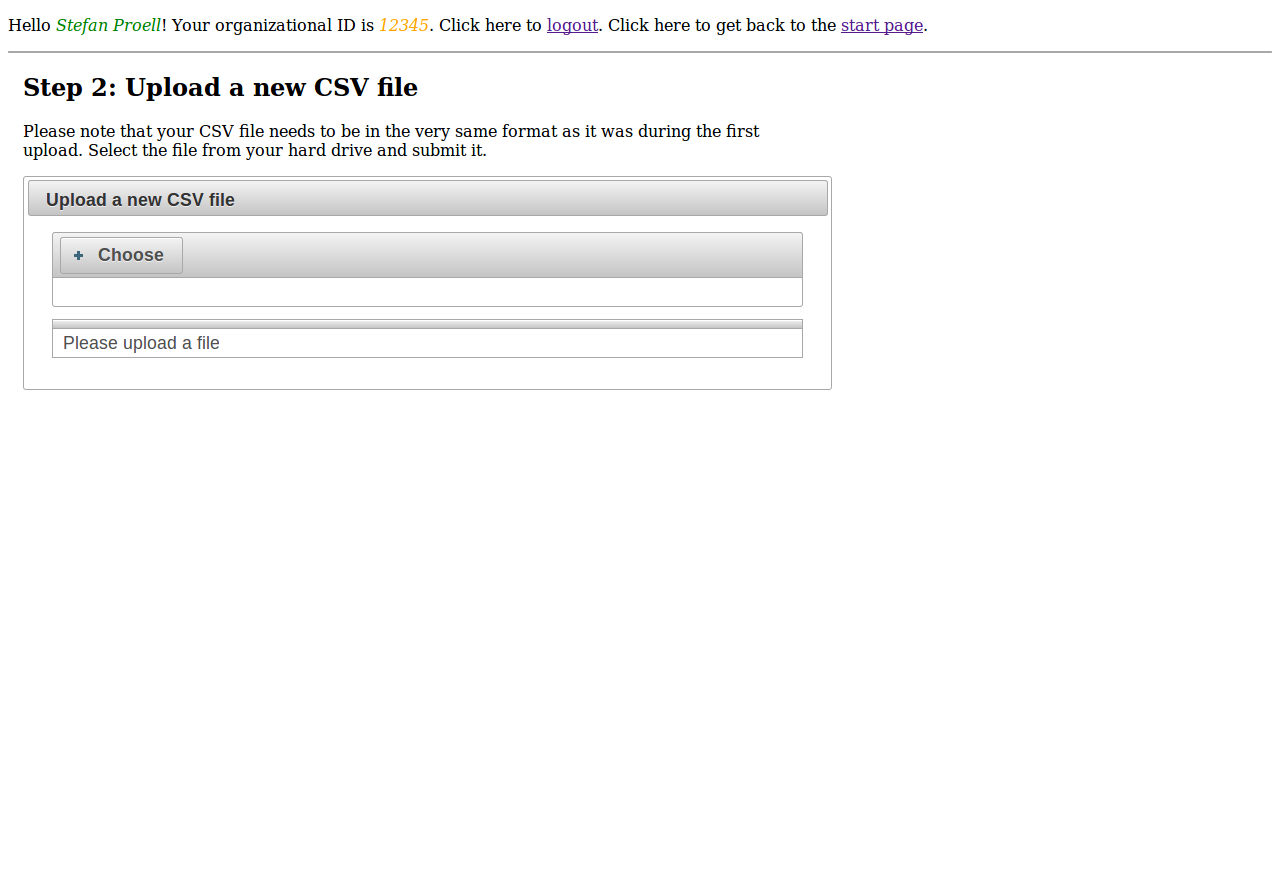 Hello Stefan Proell! Your organizational ID is 12345. Click here to logout. Click here to get back to the start page.
Step 2: Upload a new CSV file
Please note that your CSV file needs to be in the very same format as it was during the first
upload. Select the file from your hard drive and submit it.
Upload a new CSV file
Choose
Please upload a file